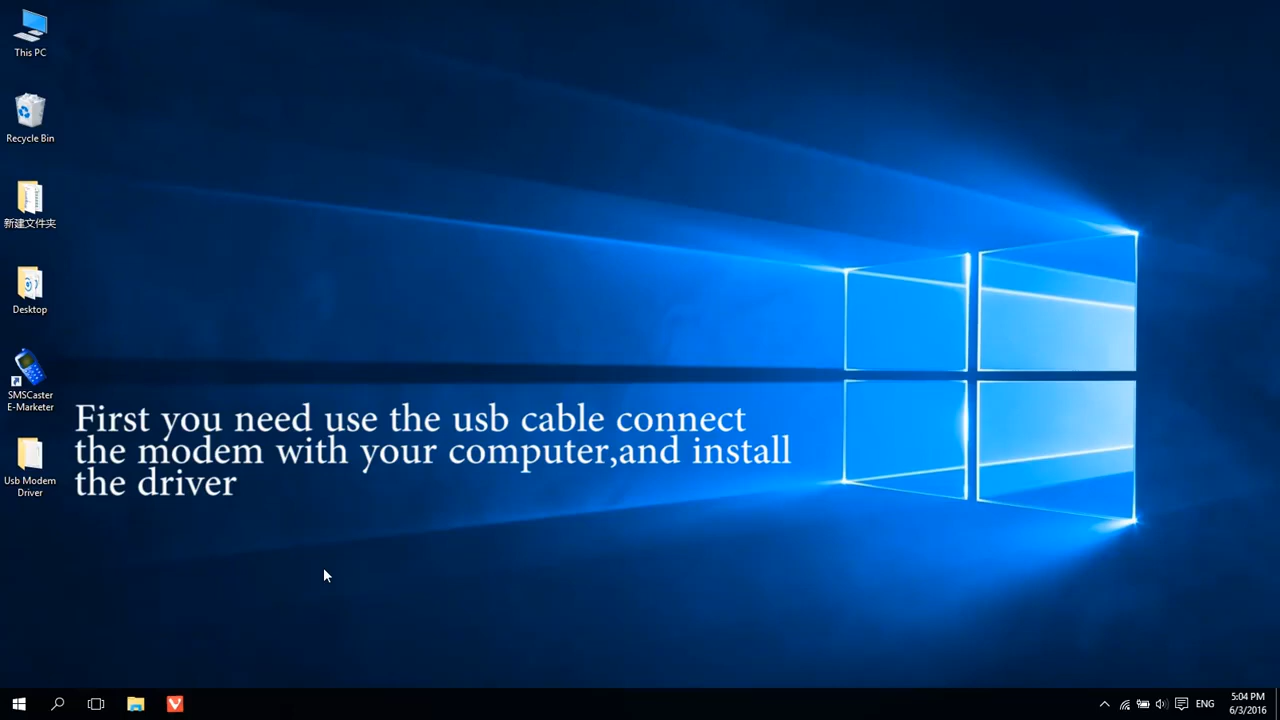 This PC
Recycle Bin
新建文件夹
Desktop
SMSCaster
E-Marketer
First you need use the usb cable connect
the modem with your computer,and install
the driver
Usb Modem
Driver
ENG
5:04 PM
6/3/2016